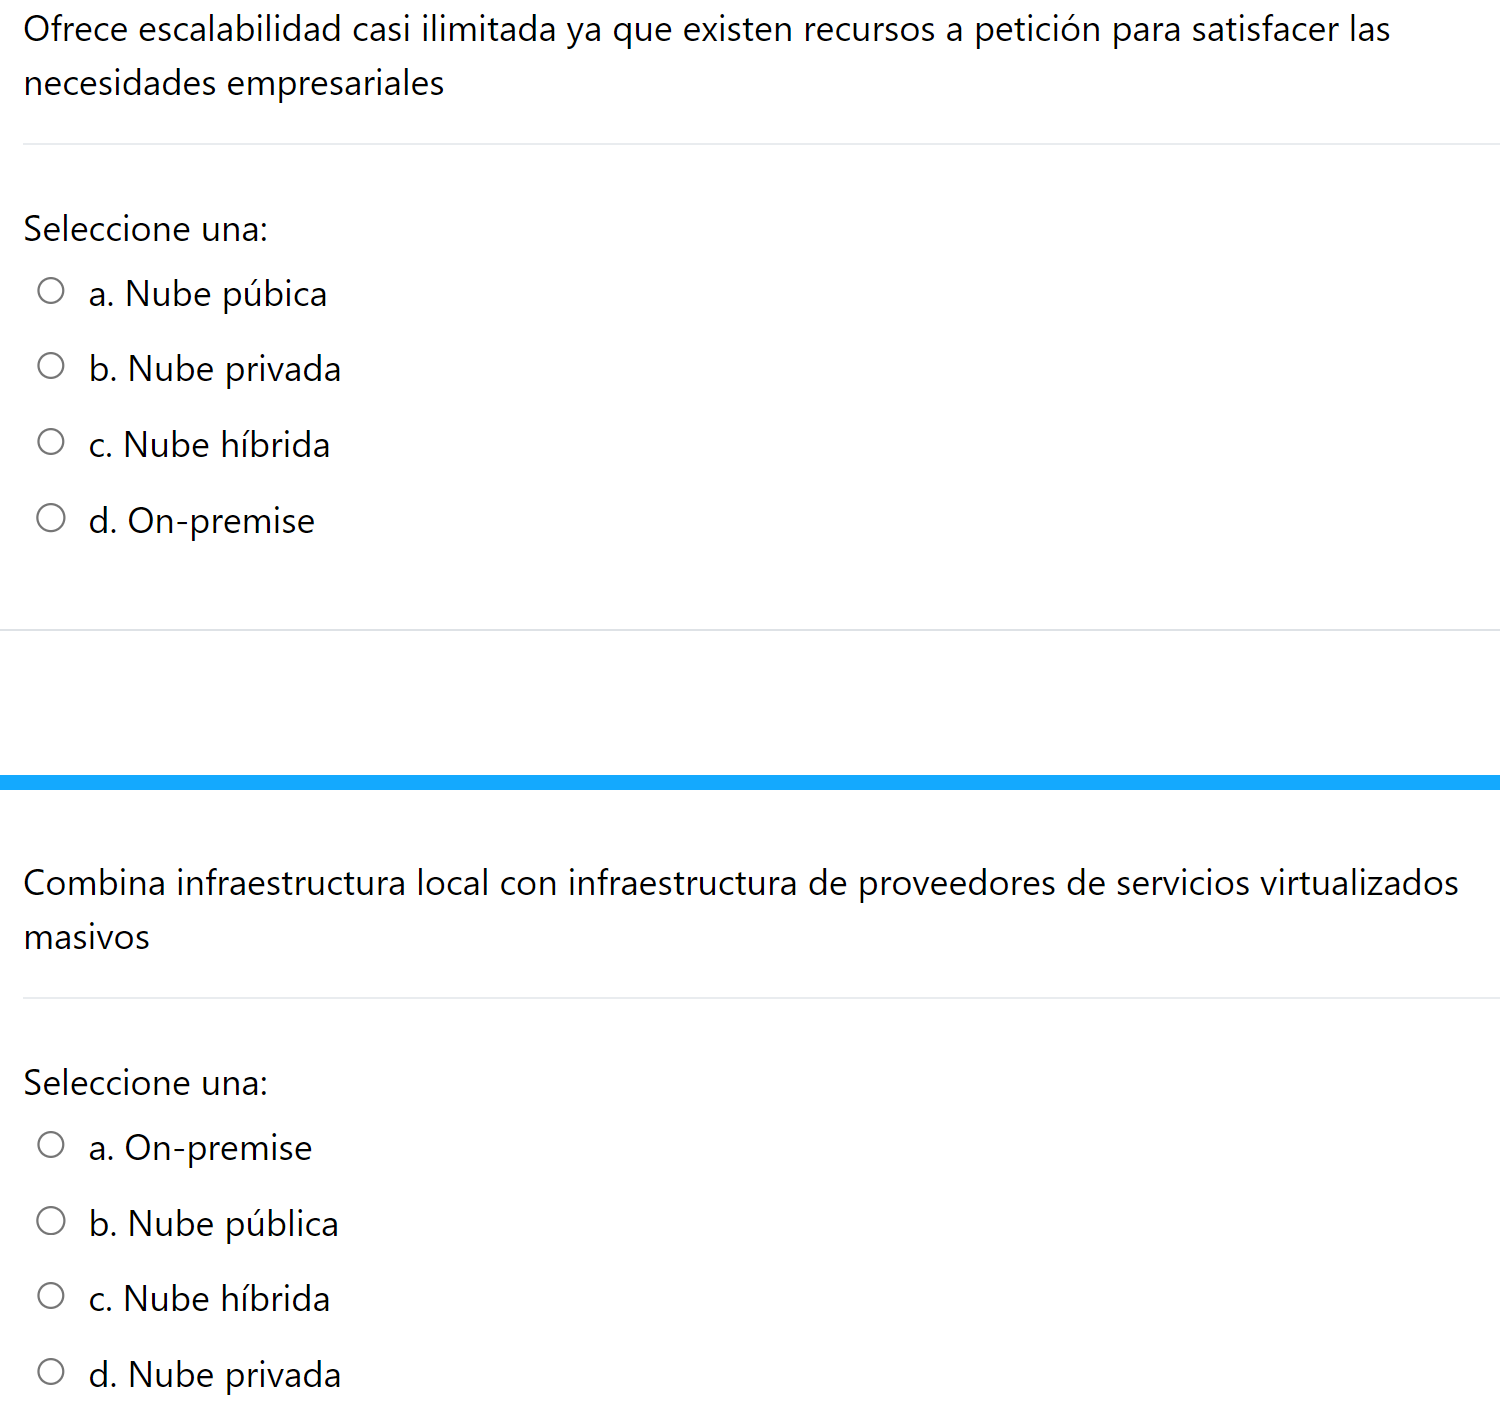 Ofrece escalabilidad casi ilimitada ya que existen recursos a petición para satisfacer las
necesidades empresariales
Seleccione una:
a. Nube púbica
b. Nube privada
c. Nube híbrida
d. On-premise
Combina infraestructura local con infraestructura de proveedores de servicios virtualizados
masivos
Seleccione una:
a. On-premise
b. Nube pública
c. Nube híbrida
d. Nube privada